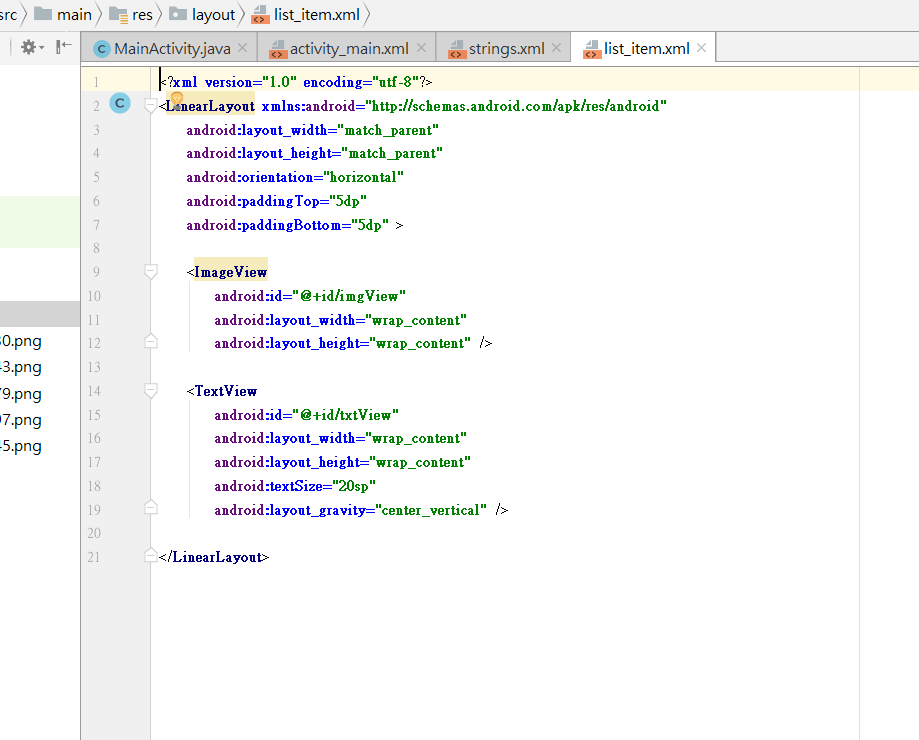 src main res layout list_item.xml
MainActivity.java activity_main.xml strings.xml list_item.xml
1 <?xml version="1.0" encoding="utf-8"?>
2 <LinearLayout xmlns:android="http://schemas.android.com/apk/res/android"
3 android:layout_width="match_parent"
4 android:layout_height="match_parent"
5 android:orientation="horizontal"
6 android:paddingTop="5dp"
7 android:paddingBottom="5dp" >
8
9 <ImageView
10 android:id="@+id/imgView"
11 android:layout_width="wrap_content"
12 android:layout_height="wrap_content" />
13
14 <TextView
15 android:id="@+id/txtView"
16 android:layout_width="wrap_content"
17 android:layout_height="wrap_content"
18 android:textSize="20sp"
19 android:layout_gravity="center_vertical" />
20
21 </LinearLayout>
0.png
3.png
9.png
7.png
5.png